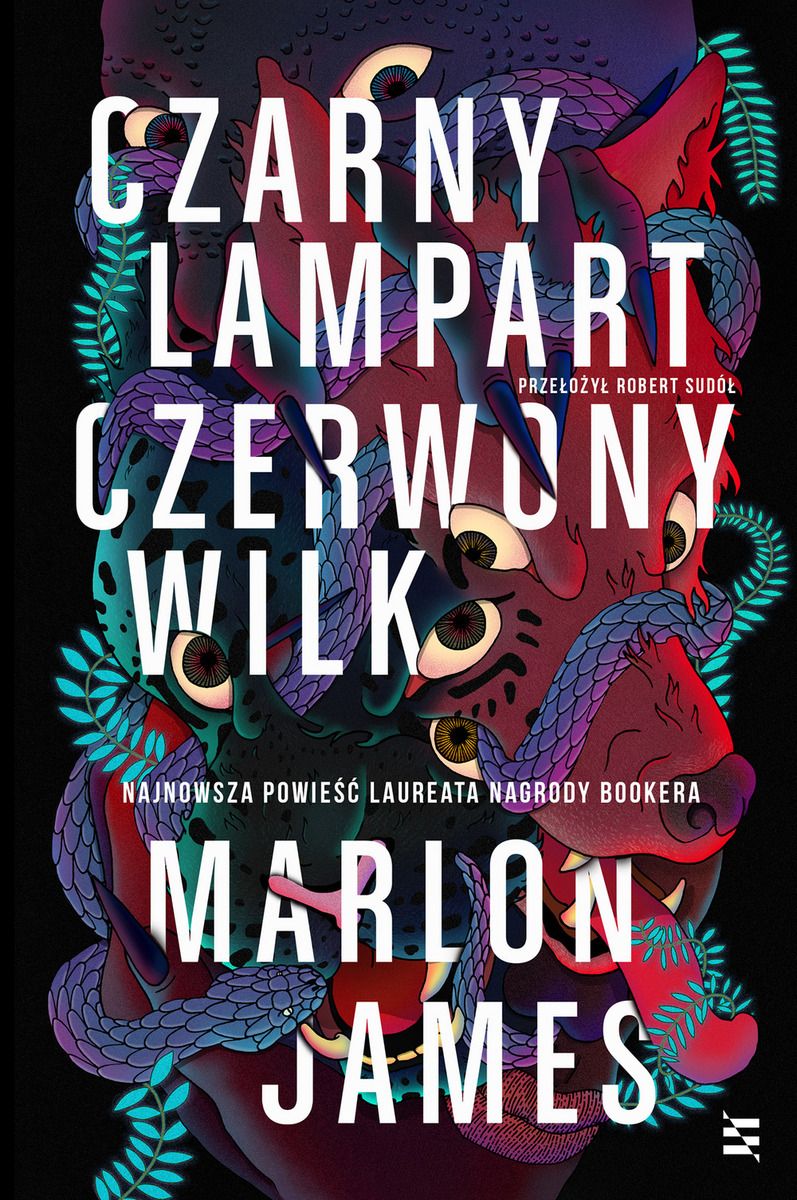 CZARNY
LAMPART
PRZEŁOŻYŁ ROBERT SUDÓŁ
CZERWONY
WILK
NAJNOWSZA POWIEŚĆ LAUREATA NAGRODY BOOKERA
MARLON
JAMES